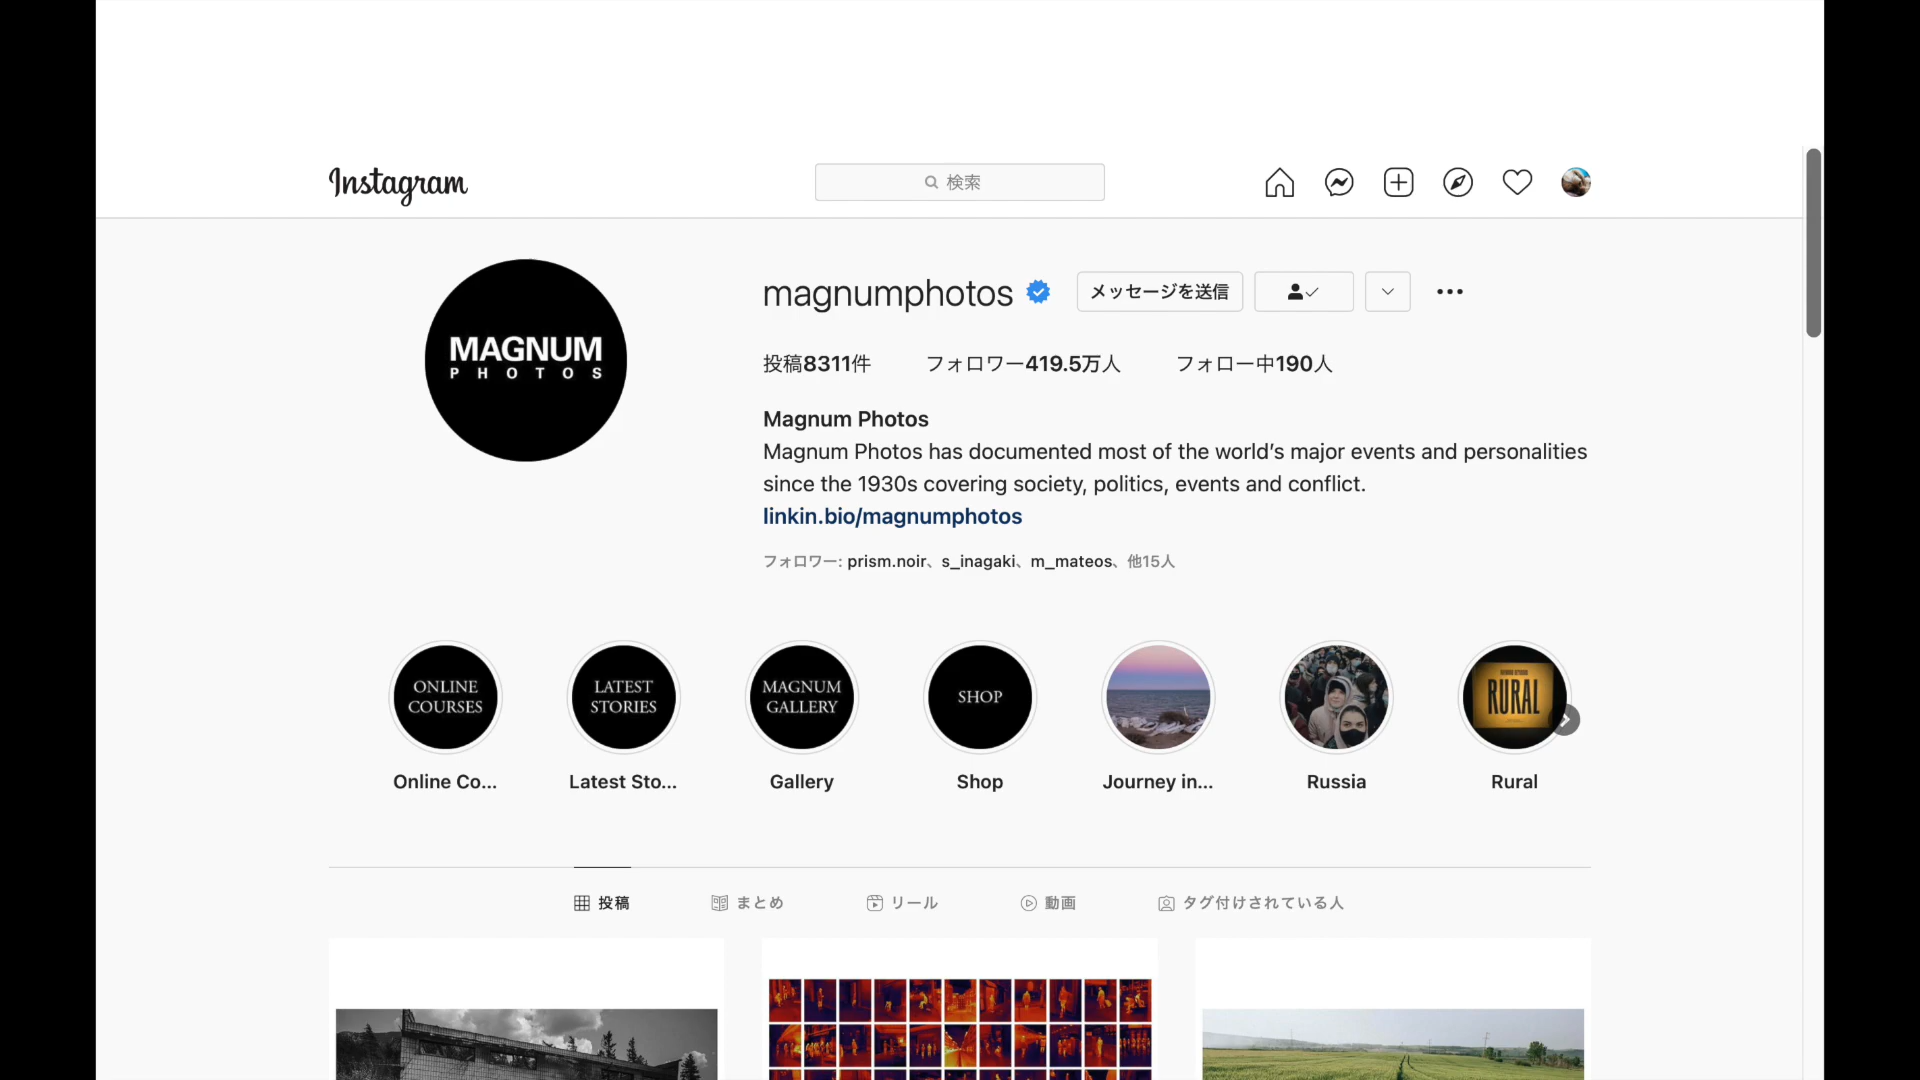 Instagram
検索
magnumphotos
メッセージを送信
MAGNUM
PHOTOS
投稿8311件 フォロワー419.5万人 フォロー中190人
Magnum Photos
Magnum Photos has documented most of the world’s major events and personalities
since the 1930s covering society, politics, events and conflict.
linkin.bio/magnumphotos
フォロワー: prism.noir、s_inagaki、m_mateos、他15人
ONLINE
COURSES
LATEST
STORIES
MAGNUM
GALLERY
SHOP
RURAL
Online Co... Latest Sto... Gallery Shop Journey in... Russia Rural
投稿 まとめ リール 動画 タグ付けされている人